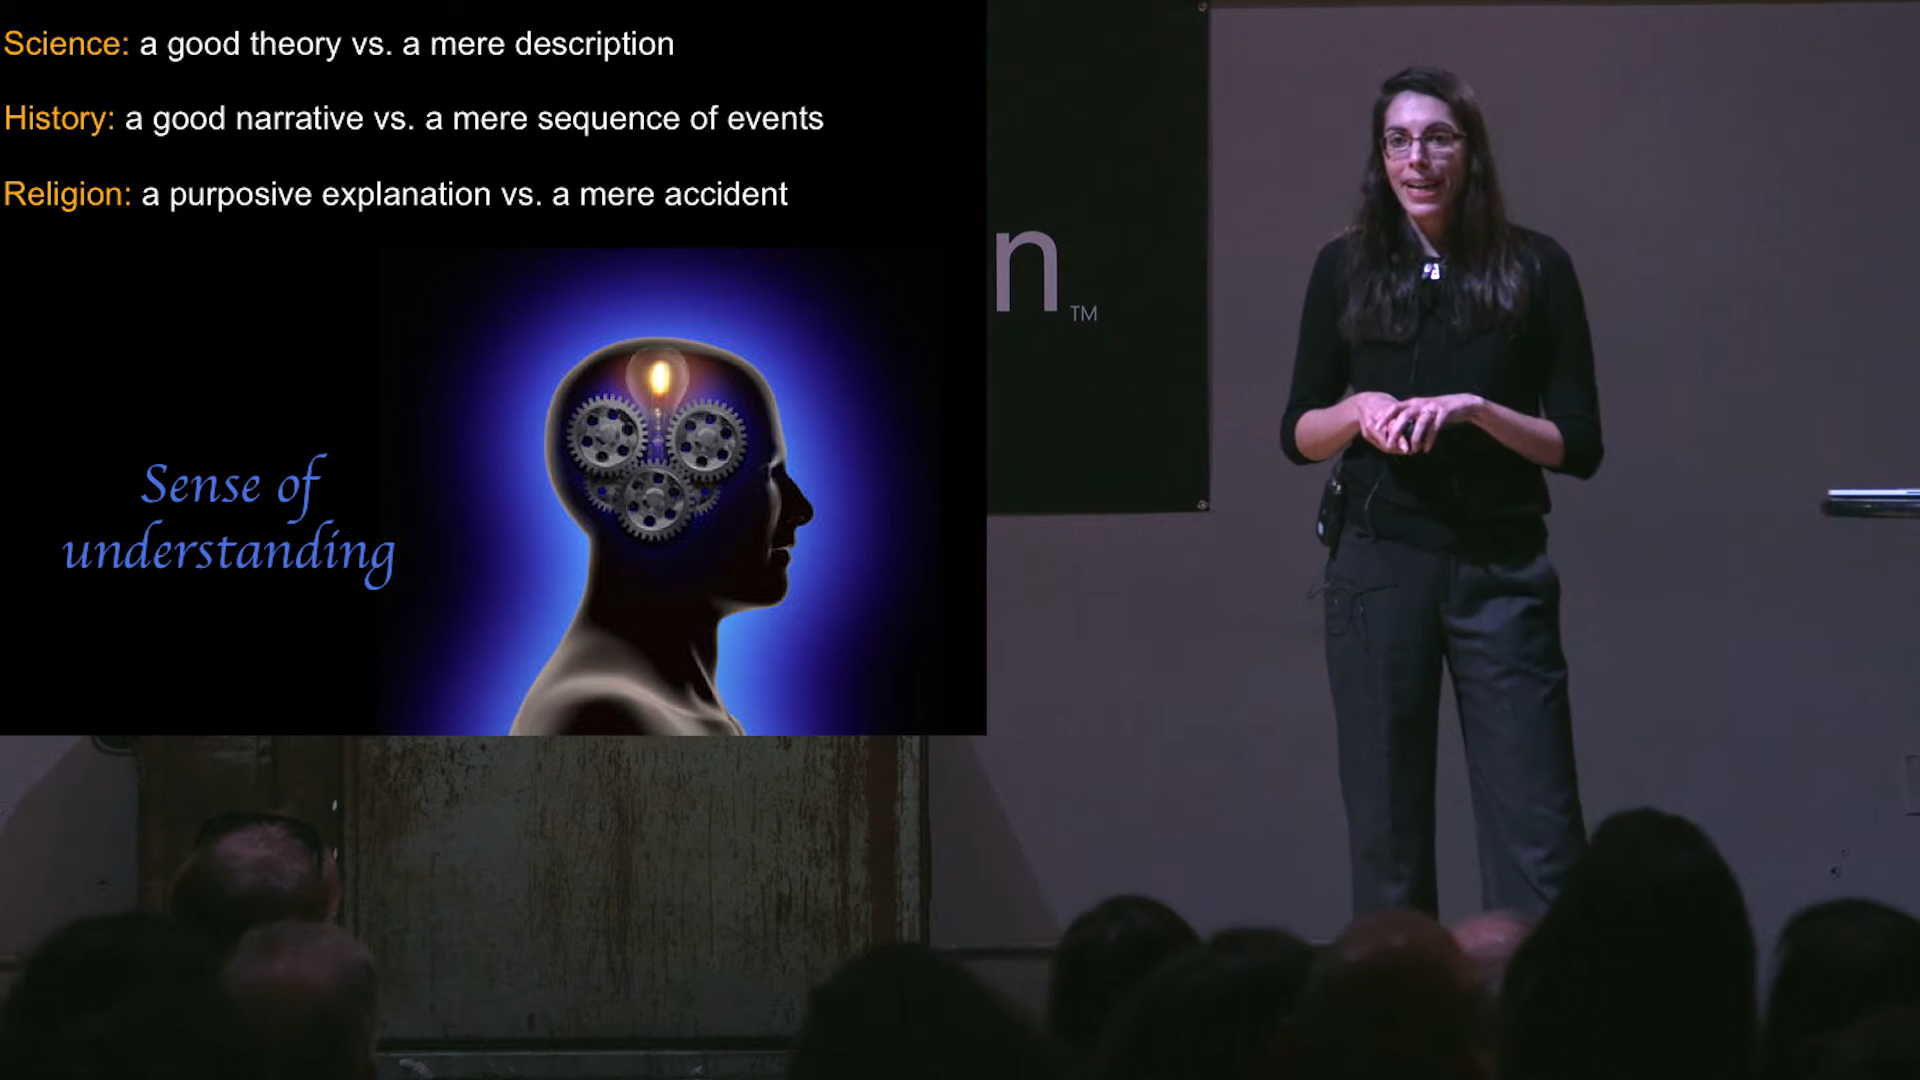 Science: a good theory vs. a mere description
History: a good narrative vs. a mere sequence of events
Religion: a purposive explanation vs. a mere accident
Sense of
understanding
n
TM